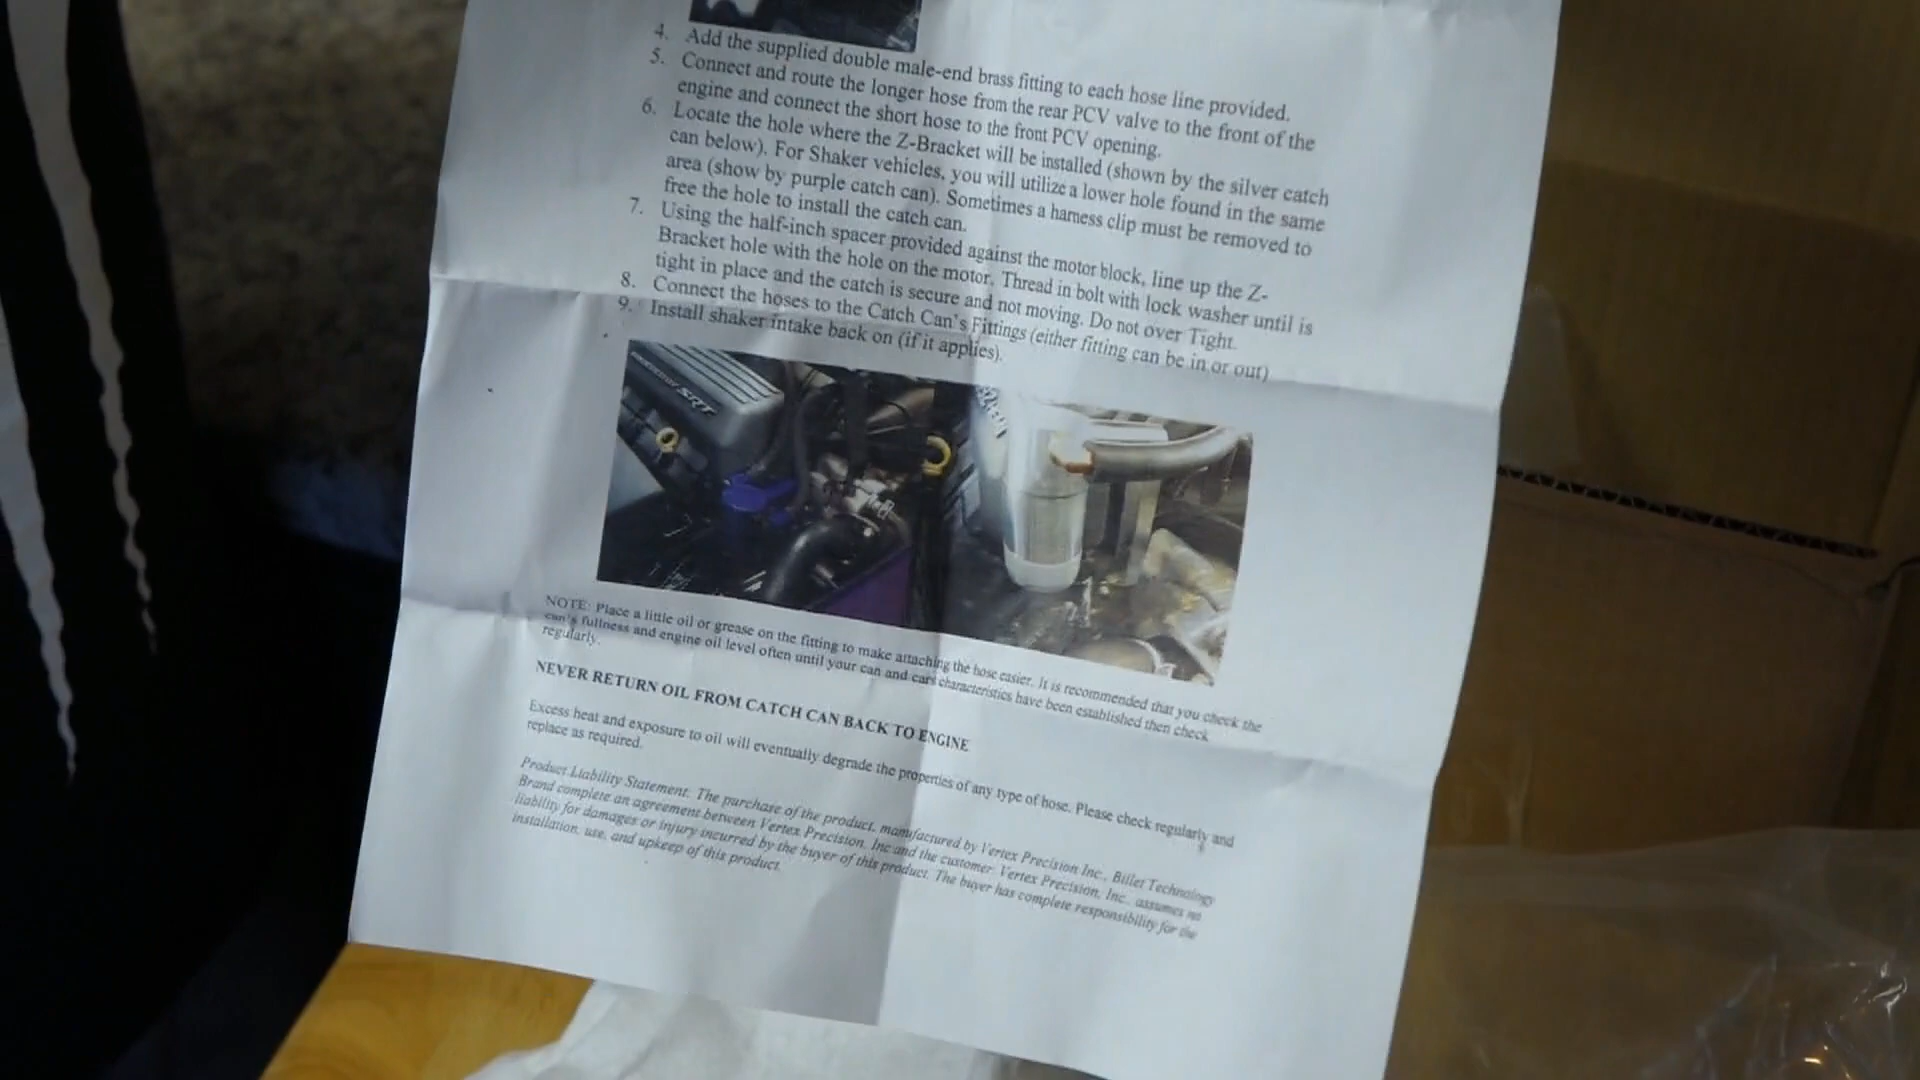 4. Add the supplied double male-end brass fitting to each hose line provided.
5. Connect and route the longer hose from the rear PCV valve to the front of the
engine and connect the short hose to the front PCV opening.
6. Locate the hole where the Z-Bracket will be installed (shown by the silver catch
can below). For Shaker vehicles, you will utilize a lower hole found in the same
area (show by purple catch can). Sometimes a harness clip must be removed to
free the hole to install the catch can.
7. Using the half-inch spacer provided against the motor block, line up the Z-
Bracket hole with the hole on the motor. Thread in bolt with lock washer until is
tight in place and the catch is secure and not moving. Do not over Tight.
8. Connect the hoses to the Catch Can's Fittings (either fitting can be in or out)
9. Install shaker intake back on (if it applies).
SRT
NOTE: Place a little oil or grease on the fitting to make attaching the hose easier. It is recommended that you check the
can's fullness and engine oil level often until your can and cars characteristics have been established then check
regularly.
NEVER RETURN OIL FROM CATCH CAN BACK TO ENGINE
Excess heat and exposure to oil will eventually degrade the properties of any type of hose. Please check regularly and
replace as required.
Product Liability Statement: The purchase of the product, manufactured by Vertex Precision Inc., Billet Technology
Brand complete an agreement between Vertex Precision, Inc and the customer. Vertex Precision, Inc., assumes no
liability for damages or injury incurred by the buyer of this product. The buyer has complete responsibility for the
installation, use, and upkeep of this product.